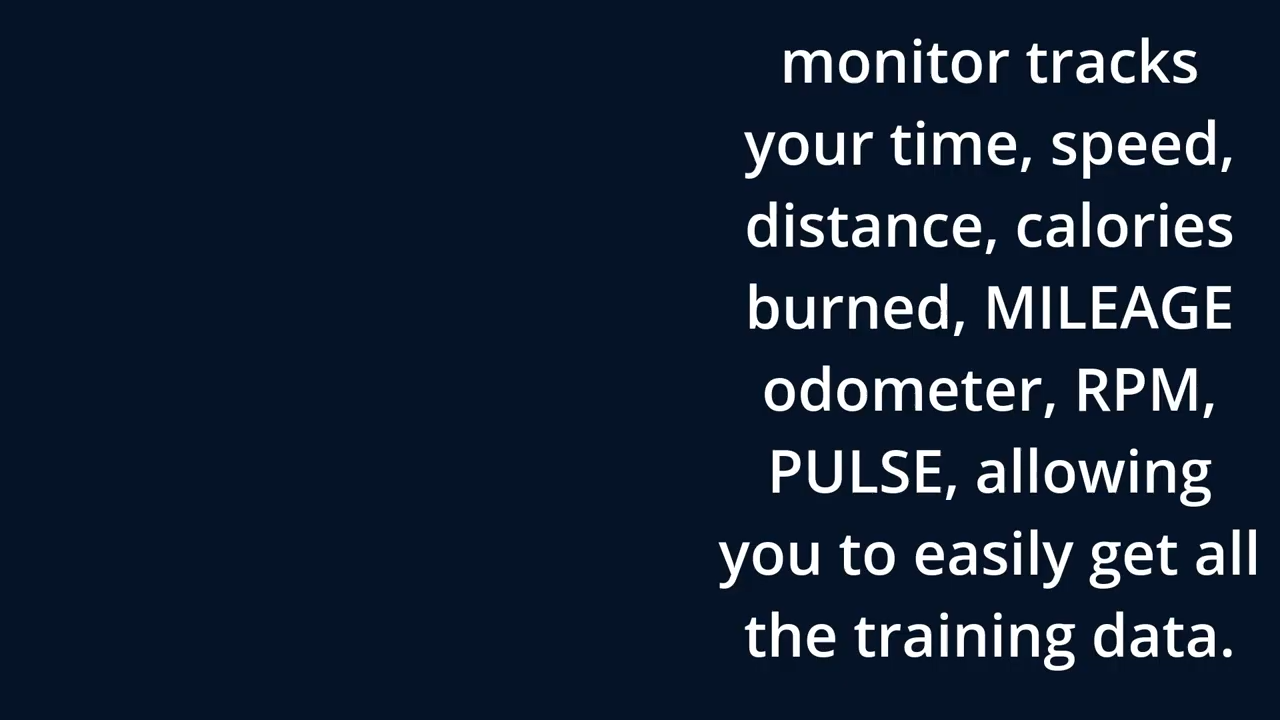 monitor tracks
your time, speed,
distance, calories
burned, MILEAGE
odometer, RPM,
PULSE, allowing
you to easily get all
the training data.